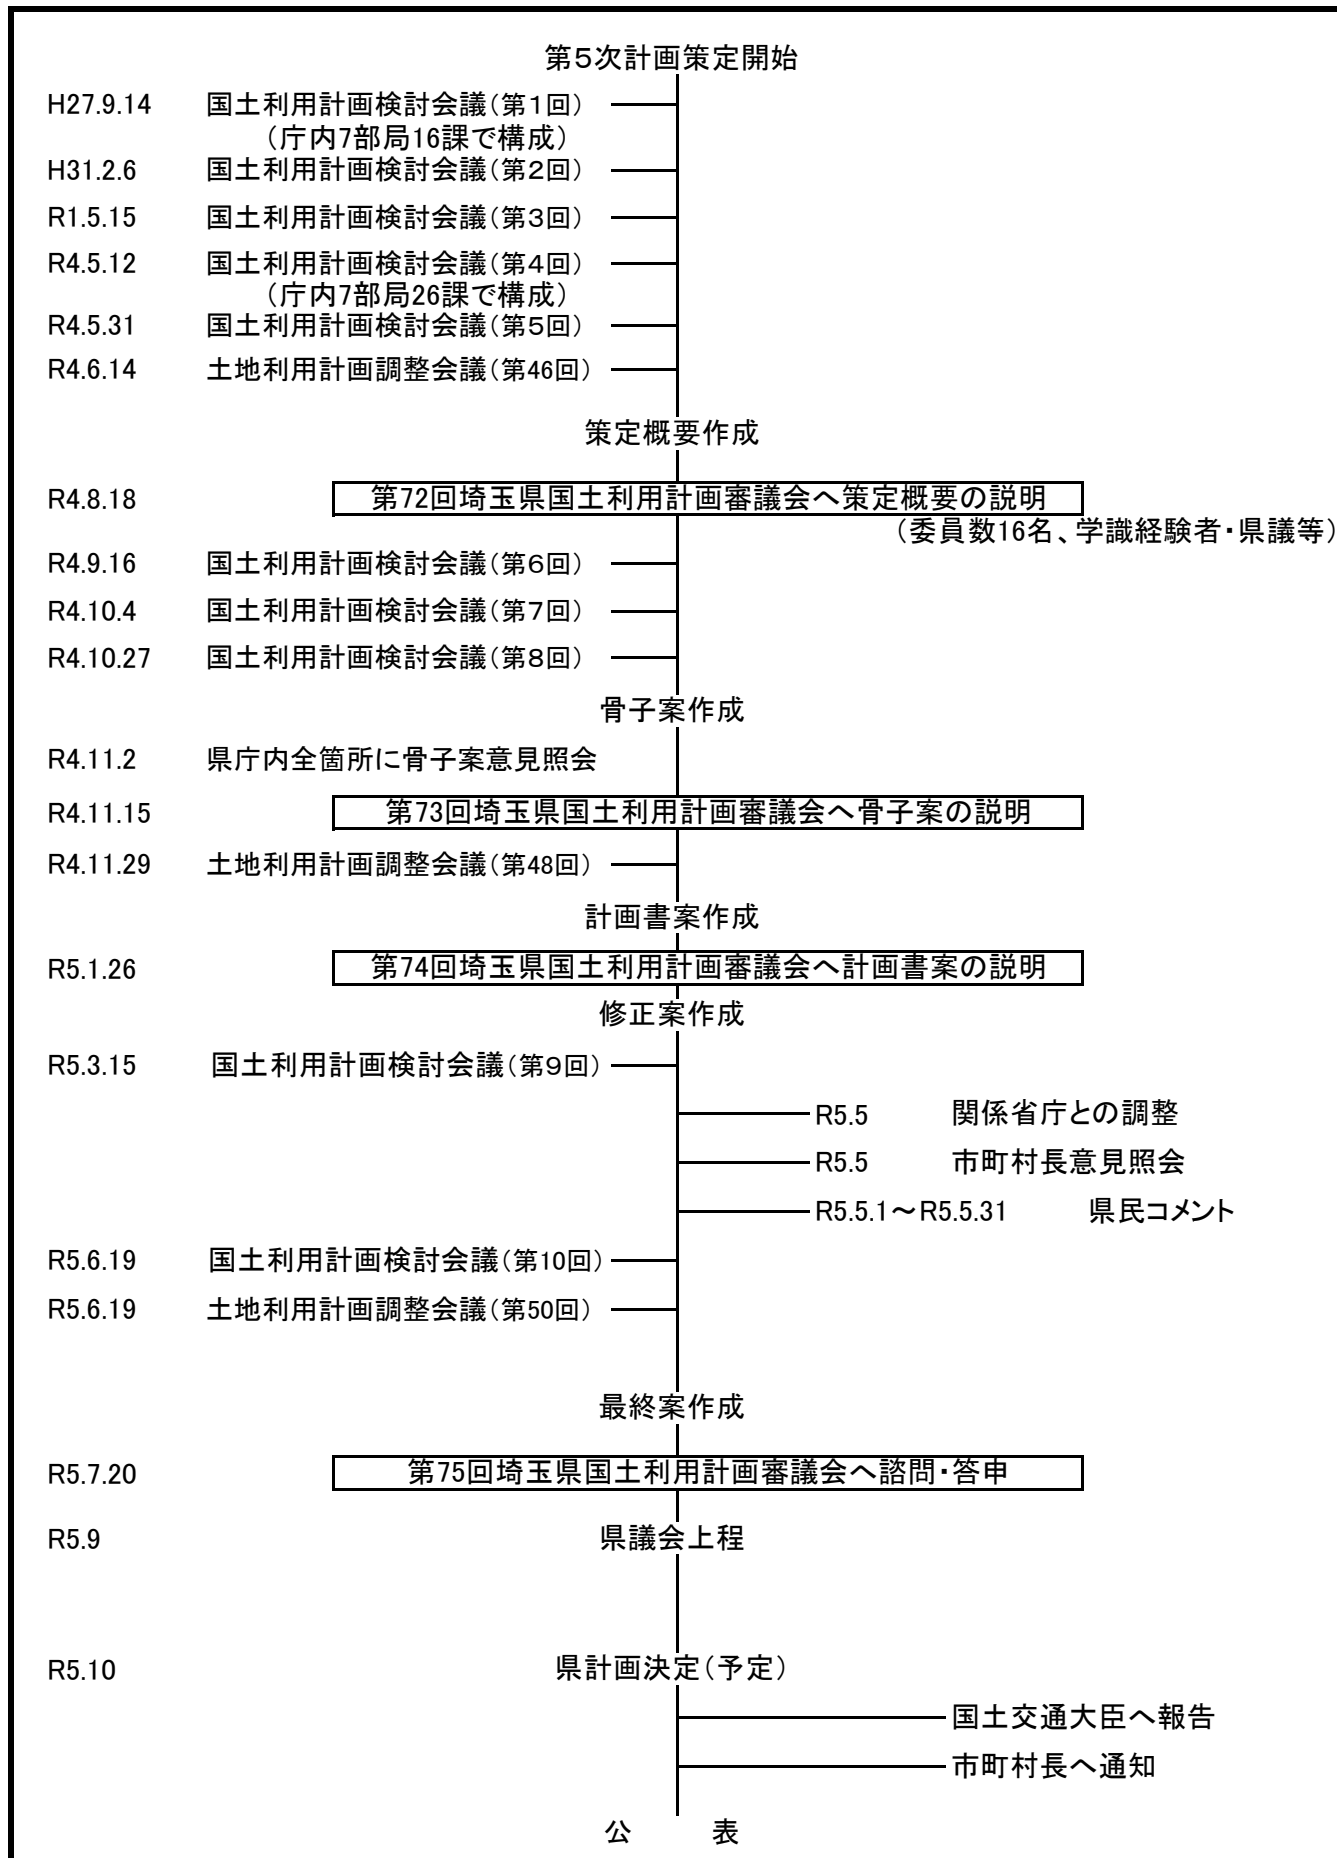 第5次計画策定開始
H27.9.14 国土利用計画検討会議(第1回)
(庁内7部局16課で構成)
H31.2.6 国土利用計画検討会議(第2回)
R1.5.15 国土利用計画検討会議(第3回)
R4.5.12 国土利用計画検討会議(第4回)
(庁内7部局26課で構成)
R4.5.31 国土利用計画検討会議(第5回)
R4.6.14 土地利用計画調整会議(第46回)
策定概要作成
R4.8.18 第72回埼玉県国土利用計画審議会へ策定概要の説明
(委員数16名、学識経験者・県議等)
R4.9.16 国土利用計画検討会議(第6回)
R4.10.4 国土利用計画検討会議(第7回)
R4.10.27 国土利用計画検討会議(第8回)
骨子案作成
R4.11.2 県庁内全箇所に骨子案意見照会
R4.11.15 第73回埼玉県国土利用計画審議会へ骨子案の説明
R4.11.29 土地利用計画調整会議(第48回)
計画書案作成
R5.1.26 第74回埼玉県国土利用計画審議会へ計画書案の説明
修正案作成
R5.3.15 国土利用計画検討会議(第9回)
R5.5 関係省庁との調整
R5.5 市町村長意見照会
R5.5.1～R5.5.31 県民コメント
R5.6.19 国土利用計画検討会議(第10回)
R5.6.19 土地利用計画調整会議(第50回)
最終案作成
R5.7.20 第75回埼玉県国土利用計画審議会へ諮問・答申
R5.9 県議会上程
R5.10 県計画決定(予定)
国土交通大臣へ報告
市町村長へ通知
公 表